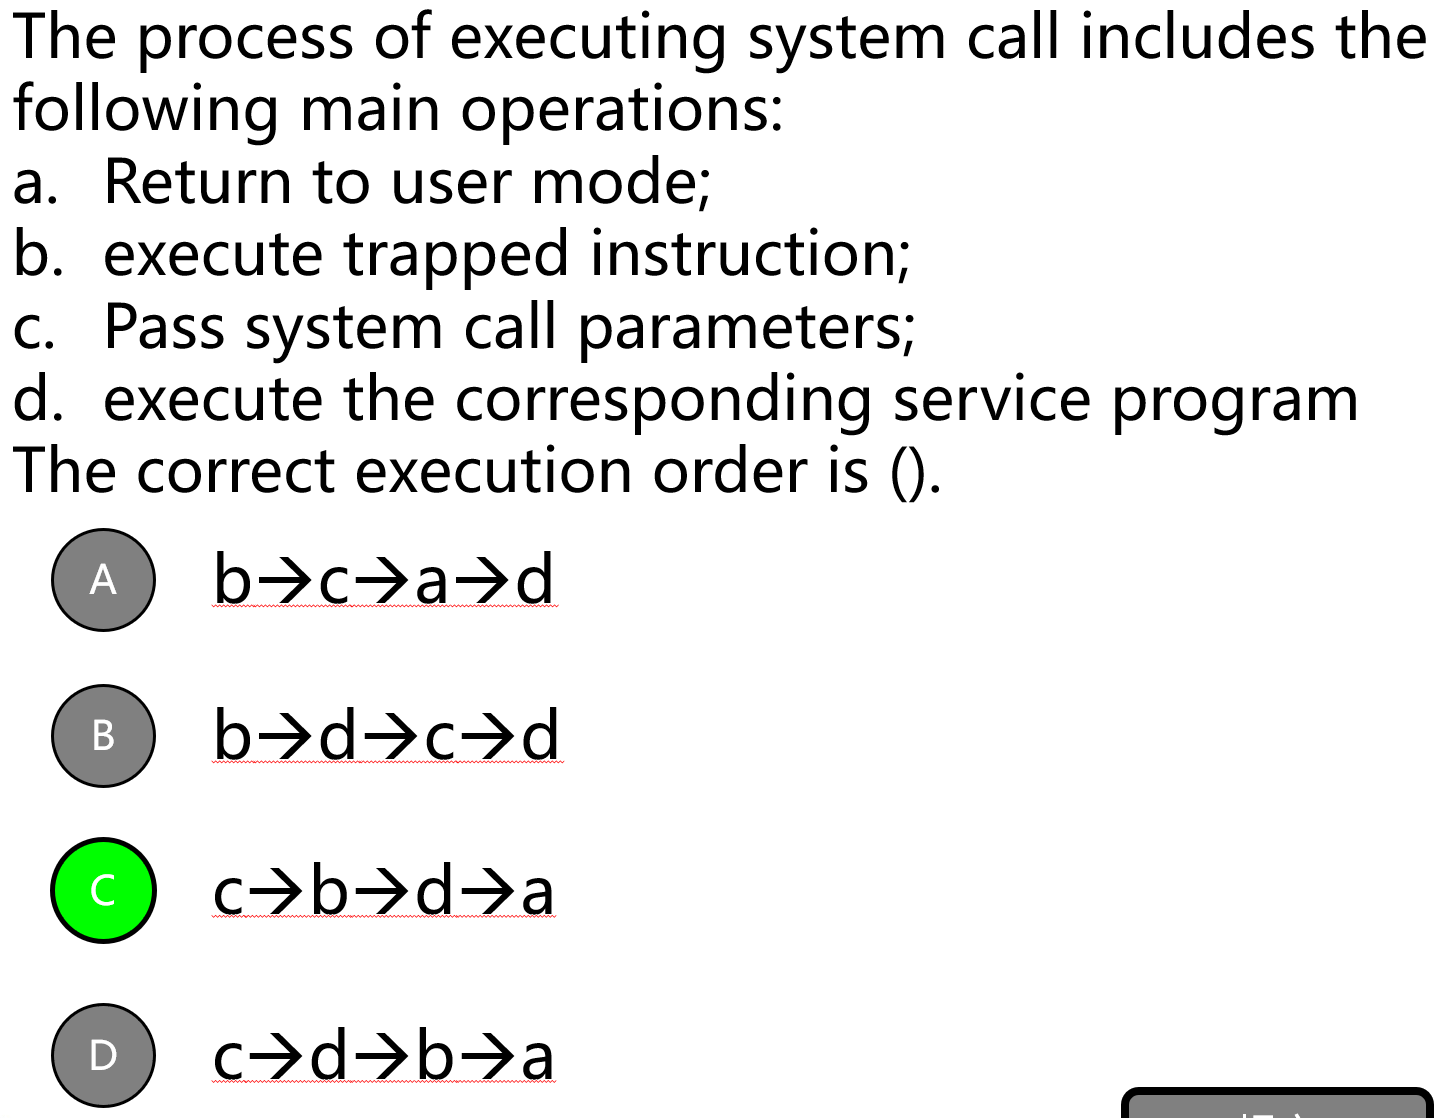 The process of executing system call includes the
following main operations:
a. Return to user mode;
b. execute trapped instruction;
c. Pass system call parameters;
d. execute the corresponding service program
The correct execution order is ().
A b→c→a→d
B b→d→c→d
C c→b→d→a
D c→d→b→a